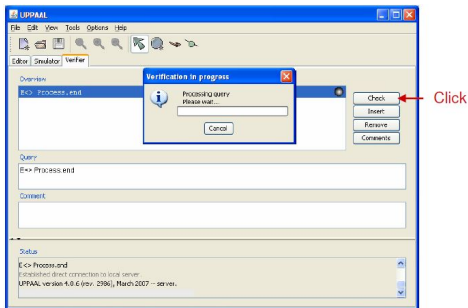 UPPAAL
File Edit View Tools Options Help
Editor Simulator Verifier
Overview
E<> Process.end
Verification in progress
Processing query
Please wait...
Cancel
Check
Click
Insert
Remove
Comments
Query
E<> Process.end
Comment
Status
E<> Process.end
Established direct connection to local server.
UPPAAL version 4.0.6 (rev. 2986), March 2007 -- server.